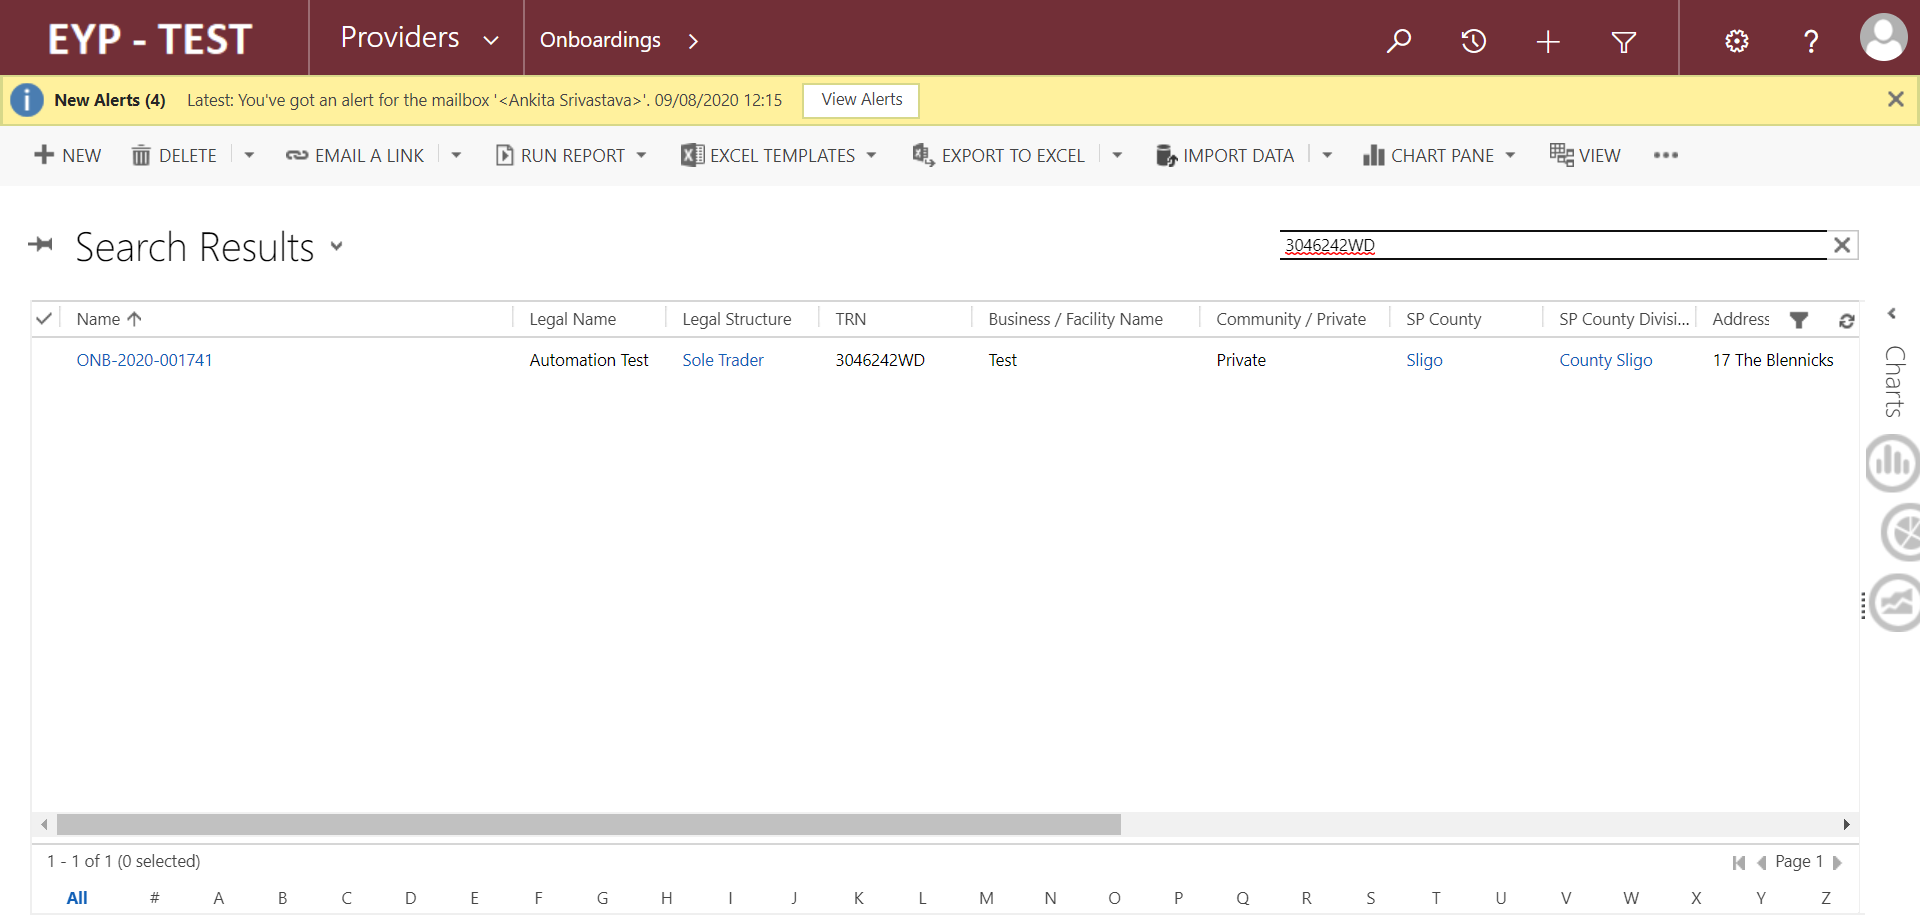 EYP - TEST Providers Onboardings
New Alerts (4) Latest: You've got an alert for the mailbox '<Ankita Srivastava>'. 09/08/2020 12:15 View Alerts
NEW DELETE EMAIL A LINK RUN REPORT EXCEL TEMPLATES EXPORT TO EXCEL IMPORT DATA CHART PANE VIEW
Search Results 3046242WD
Name Legal Name Legal Structure TRN Business / Facility Name Community / Private SP County SP County Divisi... Address
ONB-2020-001741 Automation Test Sole Trader 3046242WD Test Private Sligo County Sligo 17 The Blennicks
Charts
1 - 1 of 1 (0 selected) Page 1
All # A B C D E F G H I J K L M N O P Q R S T U V W X Y Z